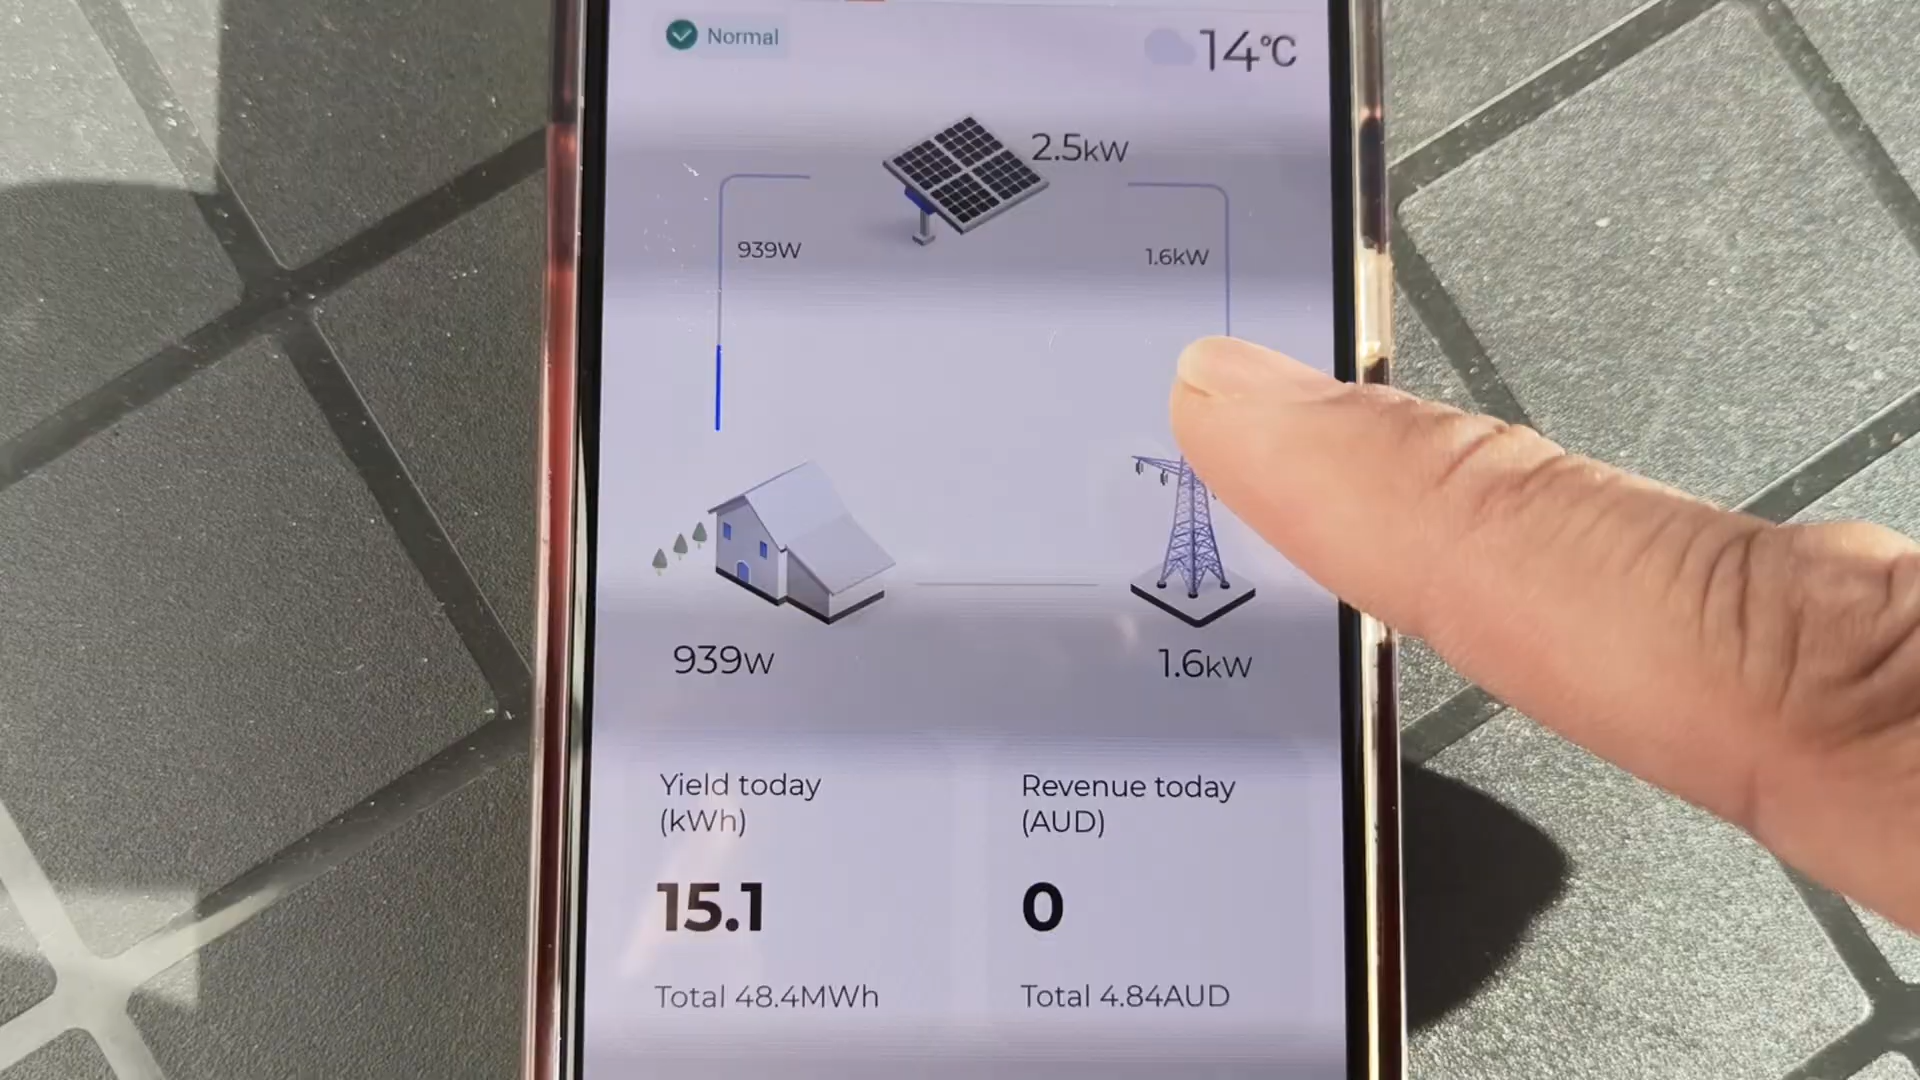 Normal
14°C
2.5kW
939W
1.6kW
939W
1.6kW
Yield today
(kWh)
Revenue today
(AUD)
15.1
0
Total 48.4MWh
Total 4.84AUD